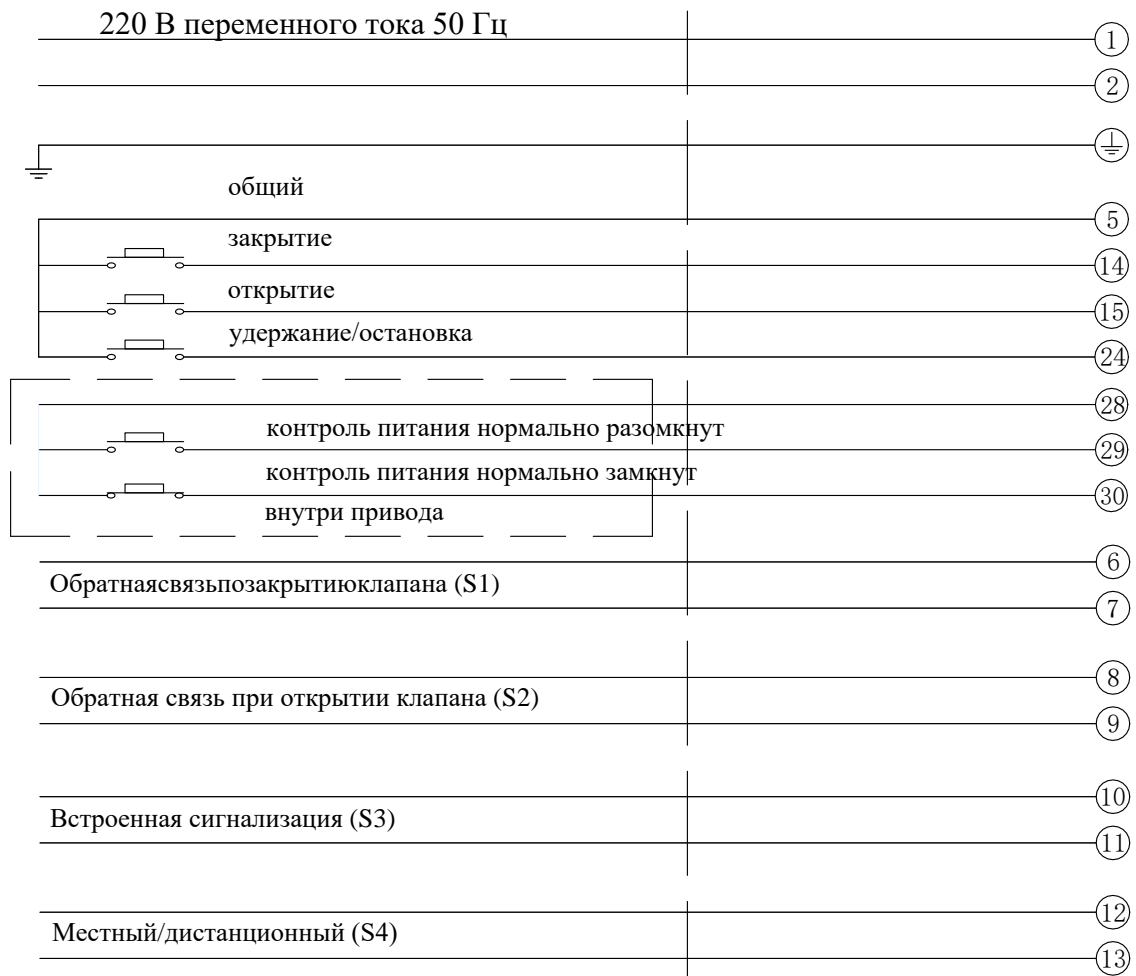 220 В переменного тока 50 Гц
1
2
общий
5
закрытие
14
открытие
15
удержание/остановка
24
28
контроль питания нормально разомкнут
29
контроль питания нормально замкнут
30
внутри привода
6
Обратнаясвязьпозакрытиюклапана (S1)
7
8
Обратная связь при открытии клапана (S2)
9
10
Встроенная сигнализация (S3)
11
12
Местный/дистанционный (S4)
13